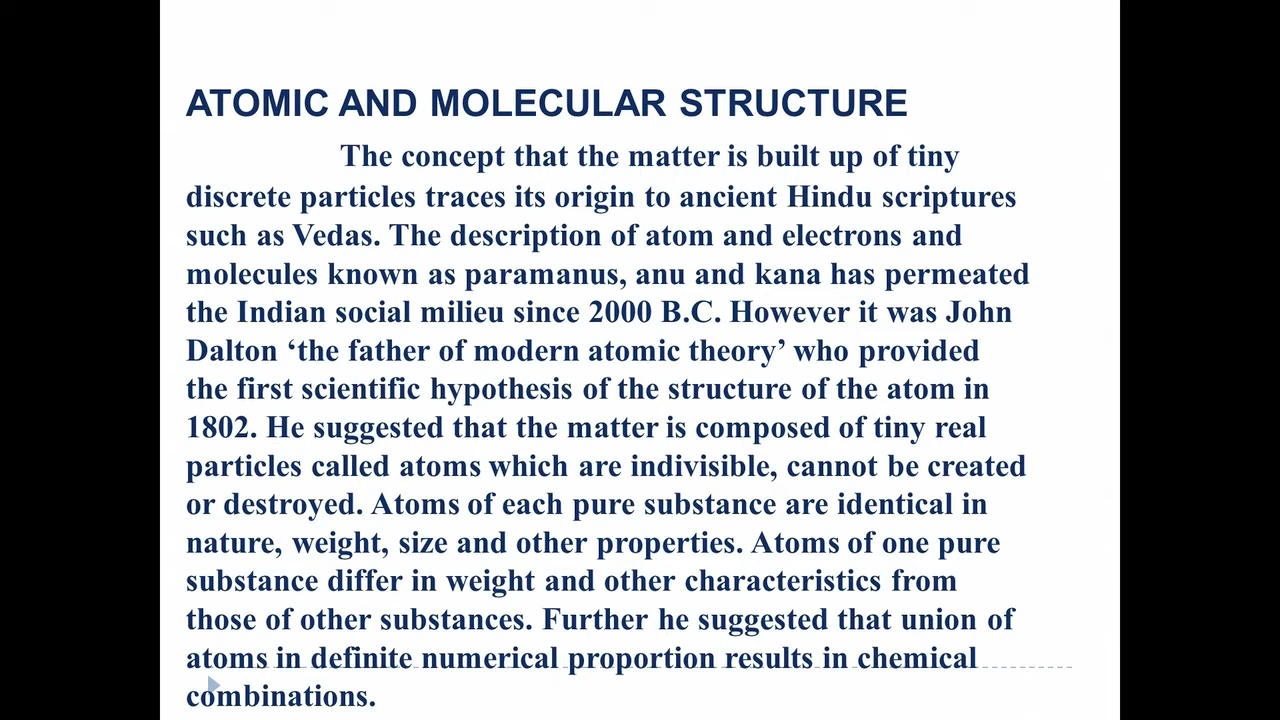 ATOMIC AND MOLECULAR STRUCTURE
The concept that the matter is built up of tiny
discrete particles traces its origin to ancient Hindu scriptures
such as Vedas. The description of atom and electrons and
molecules known as paramanus, anu and kana has permeated
the Indian social milieu since 2000 B.C. However it was John
Dalton ‘the father of modern atomic theory’ who provided
the first scientific hypothesis of the structure of the atom in
1802. He suggested that the matter is composed of tiny real
particles called atoms which are indivisible, cannot be created
or destroyed. Atoms of each pure substance are identical in
nature, weight, size and other properties. Atoms of one pure
substance differ in weight and other characteristics from
those of other substances. Further he suggested that union of
atoms in definite numerical proportion results in chemical
combinations.